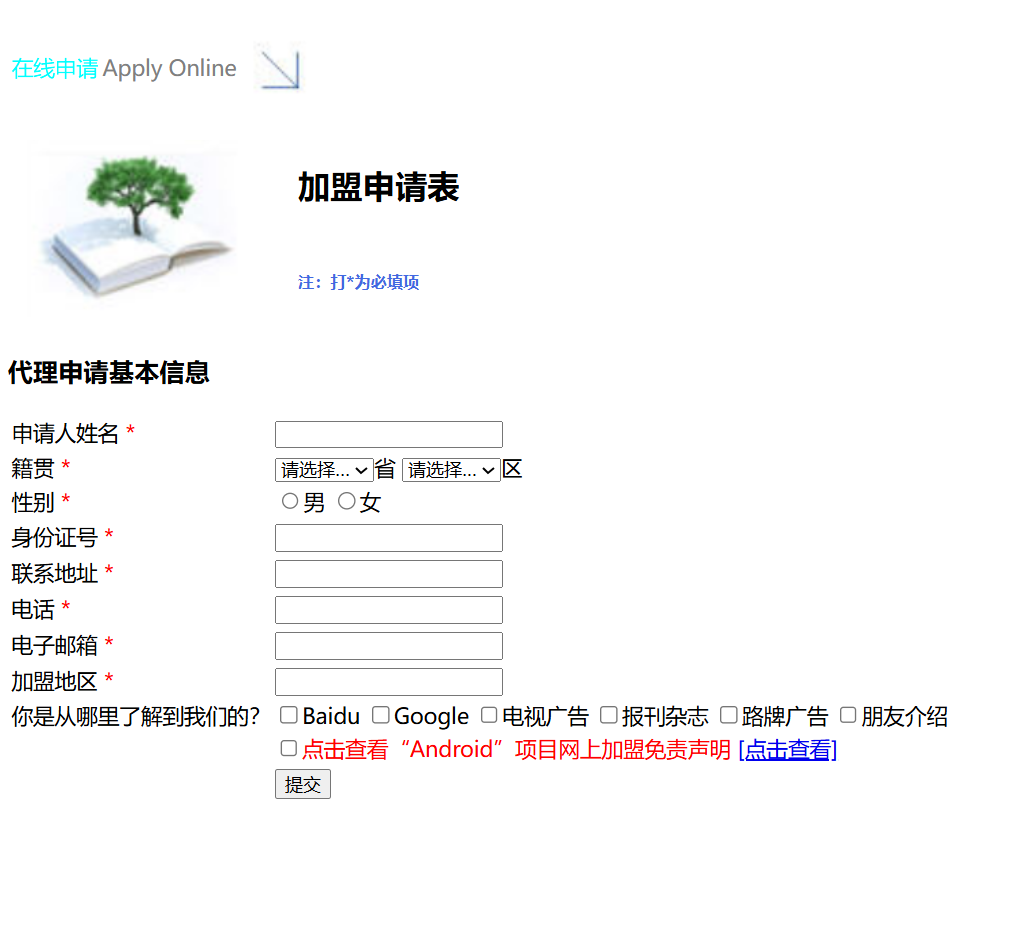 在线申请 Apply Online
加盟申请表
注：打*为必填项
代理申请基本信息
申请人姓名 *
籍贯 * 请选择... 省 请选择... 区
性别 * 男 女
身份证号 *
联系地址 *
电话 *
电子邮箱 *
加盟地区 *
你是从哪里了解到我们的？ Baidu Google 电视广告 报刊杂志 路牌广告 朋友介绍
点击查看“Android”项目网上加盟免责声明 [点击查看]
提交